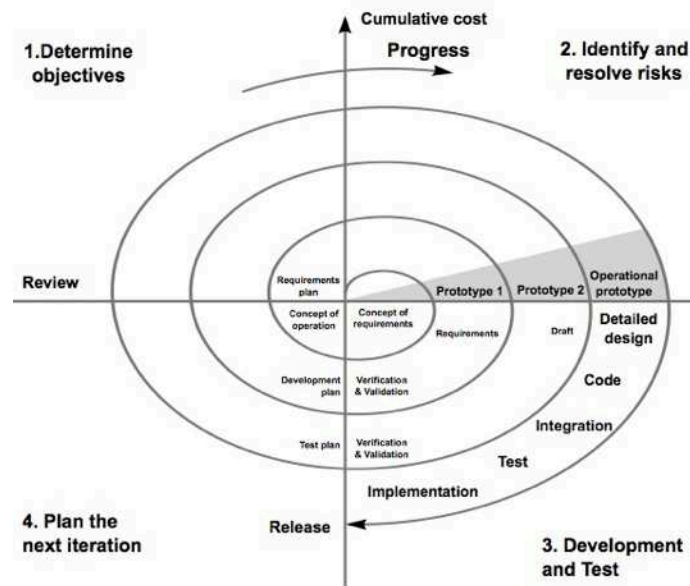 Cumulative cost
Progress
1.Determine
objectives
2. Identify and
resolve risks
Review
Requirements
plan
Prototype 1
Prototype 2
Operational
prototype
Concept of
operation
Concept of
requirements
Requirements
Draft
Detailed
design
Development
plan
Verification
& Validation
Code
Integration
Test plan
Verification
& Validation
Test
Implementation
Release
4. Plan the
next iteration
3. Development
and Test